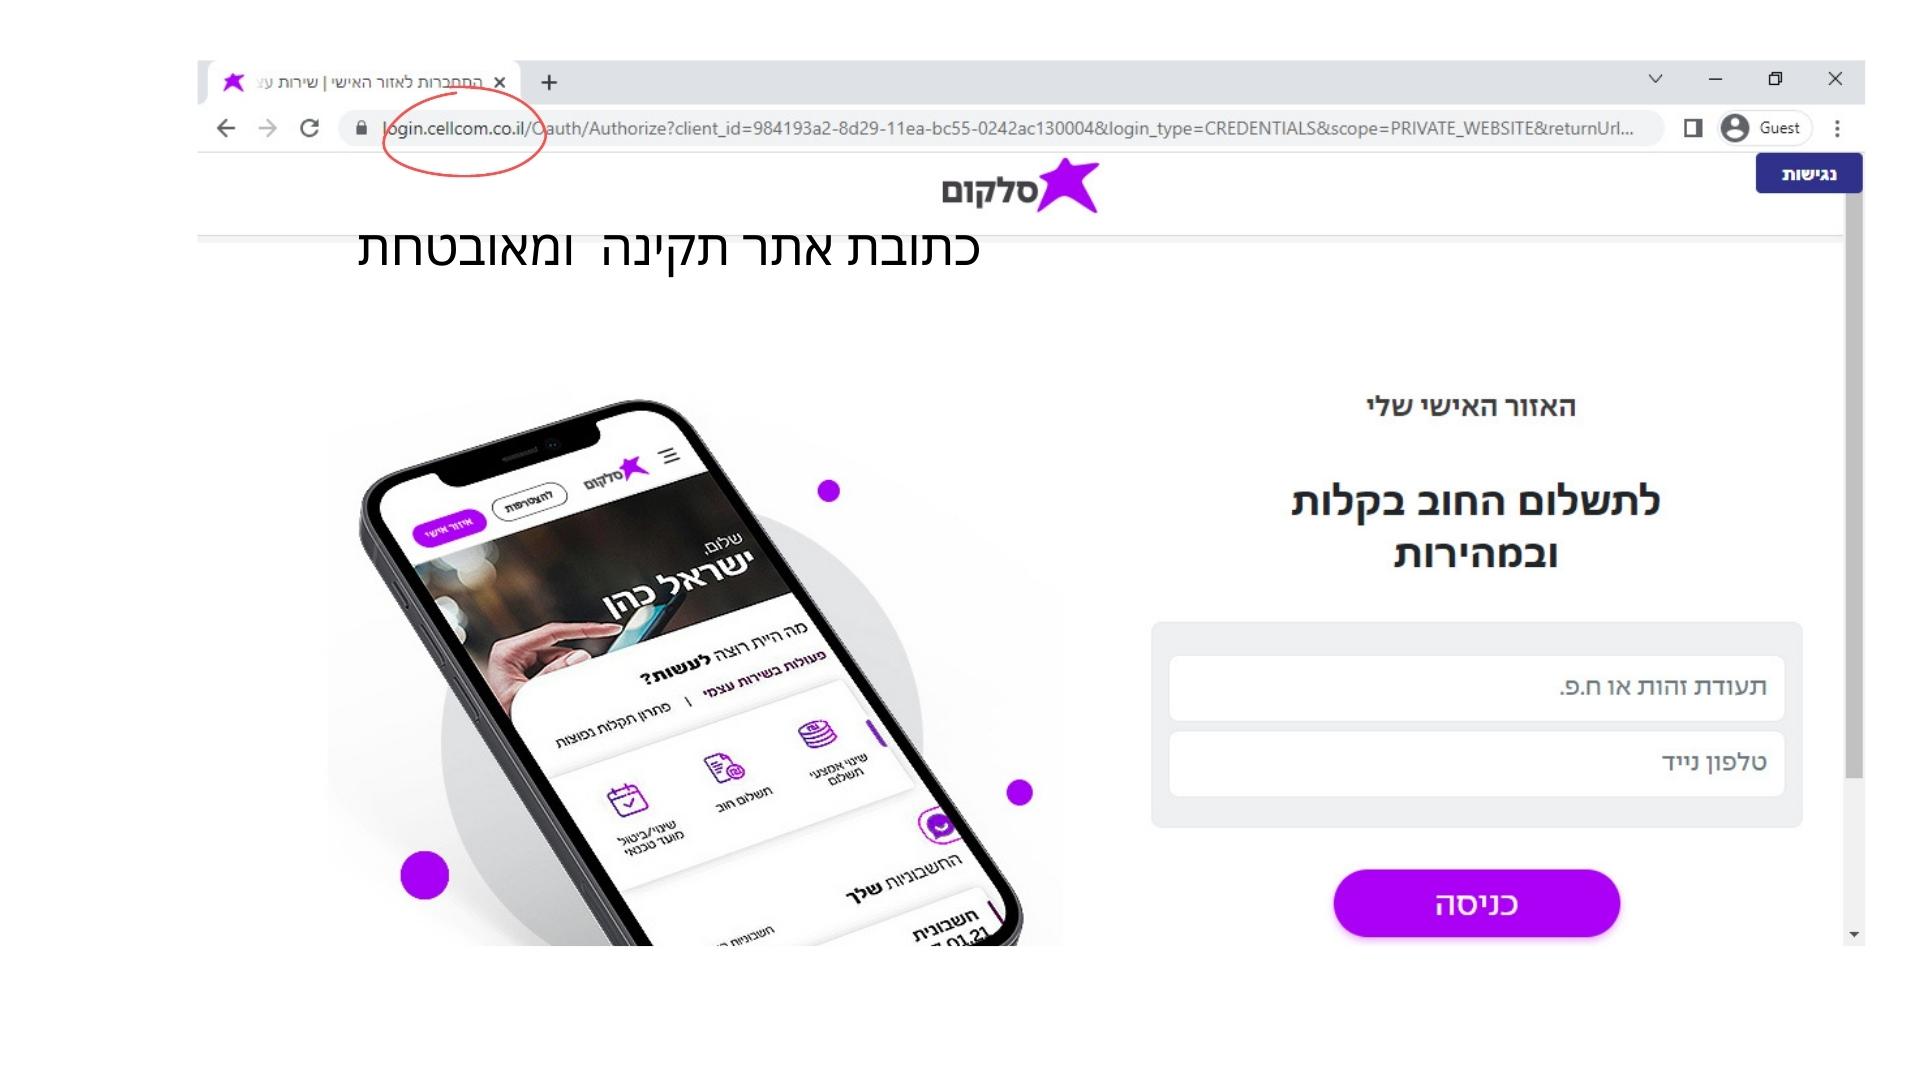 התחברות לאזור האישי | שירות עצ
login.cellcom.co.il/Oauth/Authorize?client_id=984193a2-8d29-11ea-bc55-0242ac130004&login_type=CREDENTIALS&scope=PRIVATE_WEBSITE&returnUrl...
Guest
סלקום
נגישות
כתובת אתר תקינה ומאובטחת
האזור האישי שלי
לתשלום החוב בקלות
ובמהירות
תעודת זהות או ח.פ.
טלפון נייד
כניסה
סלקום
להצטרפות
איזור אישי
שלום,
ישראל כהן
מה היית רוצה לעשות?
פעולות בשירות עצמי | פתרון תקלות נפוצות
שינוי אמצעי
תשלום
תשלום חוב
שינוי/ביטול
מועד טכנאי
החשבוניות שלך
חשבונית
01.21
חשבוניות